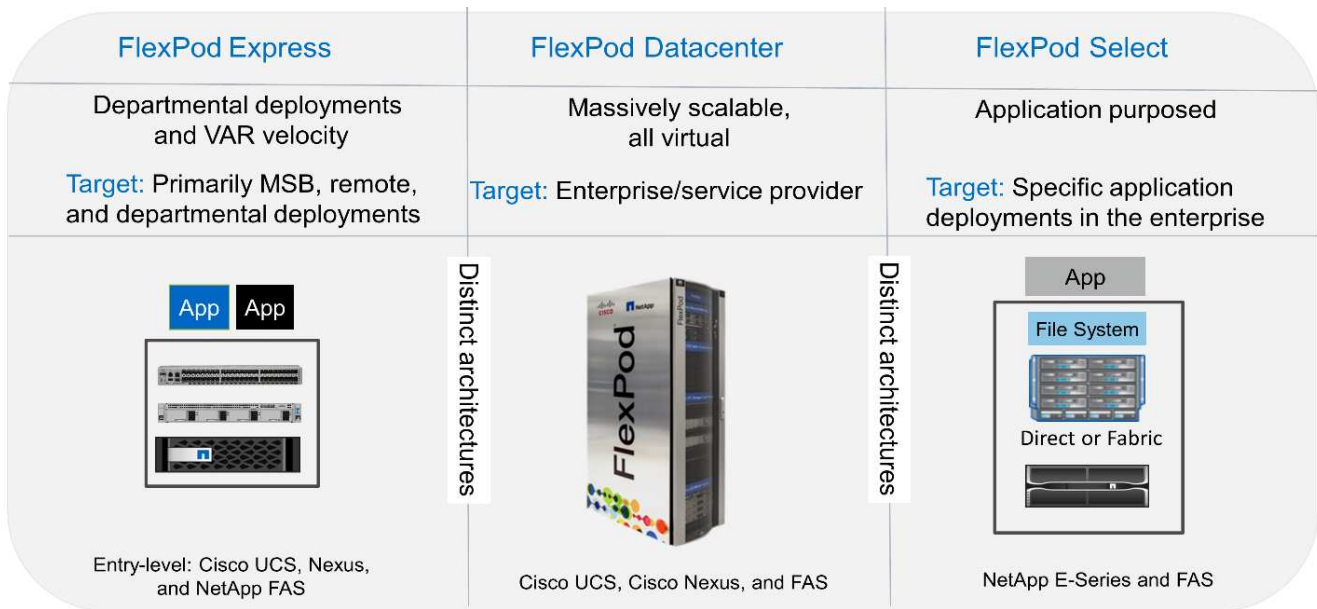 FlexPod Express
FlexPod Datacenter
FlexPod Select
Departmental deployments
and VAR velocity
Massively scalable,
all virtual
Application purposed
Target: Primarily MSB, remote,
and departmental deployments
Target: Enterprise/service provider
Target: Specific application
deployments in the enterprise
App
App
Distinct architectures
CISCO
NetApp
FlexPod
FlexPod
Distinct architectures
App
File System
Direct or Fabric
Entry-level: Cisco UCS, Nexus,
and NetApp FAS
Cisco UCS, Cisco Nexus, and FAS
NetApp E-Series and FAS